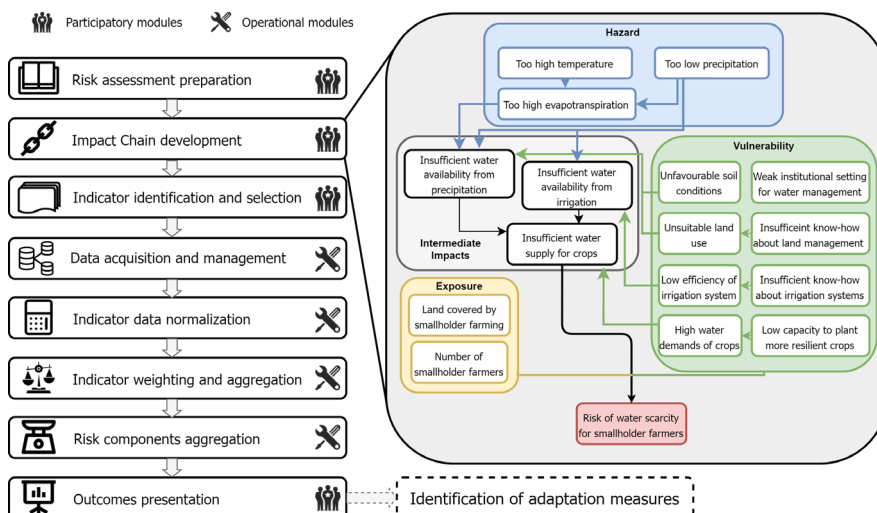 Participatory modules
Operational modules
Risk assessment preparation
Impact Chain development
Indicator identification and selection
Data acquisition and management
Indicator data normalization
Indicator weighting and aggregation
Risk components aggregation
Outcomes presentation
Identification of adaptation measures
Hazard
Too high temperature
Too low precipitation
Too high evapotranspiration
Insufficient water
availability from
precipitation
Insufficient water
availability from
irrigation
Intermediate
Impacts
Insufficient water
supply for crops
Vulnerability
Unfavourable soil
conditions
Weak institutional setting
for water management
Unsuitable land
use
Insufficeint know-how
about land management
Low efficiency of
irrigation system
Insufficient know-how
about irrigation systems
High water
demands of crops
Low capacity to plant
more resilient crops
Exposure
Land covered by
smallholder farming
Number of
smallholder farmers
Risk of water scarcity
for smallholder farmers